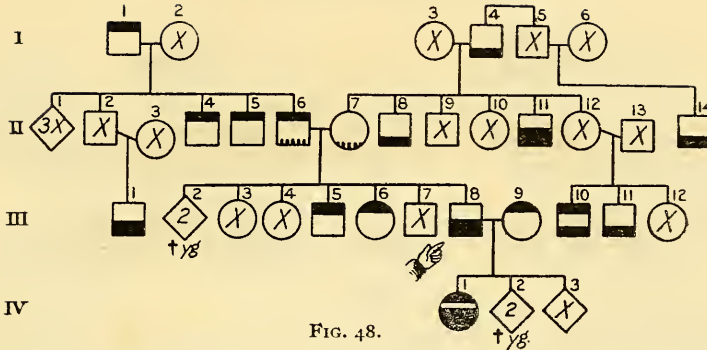 1 2 3 4 5 6
I X X X X
1 2 3 4 5 6 7 8 9 10 11 12 13 14
II 3X X X X X X X
1 2 3 4 5 6 7 8 9 10 11 12
III 2 X X X X
† yg
1 2 3
IV 2 X
† yg.
FIG. 48.